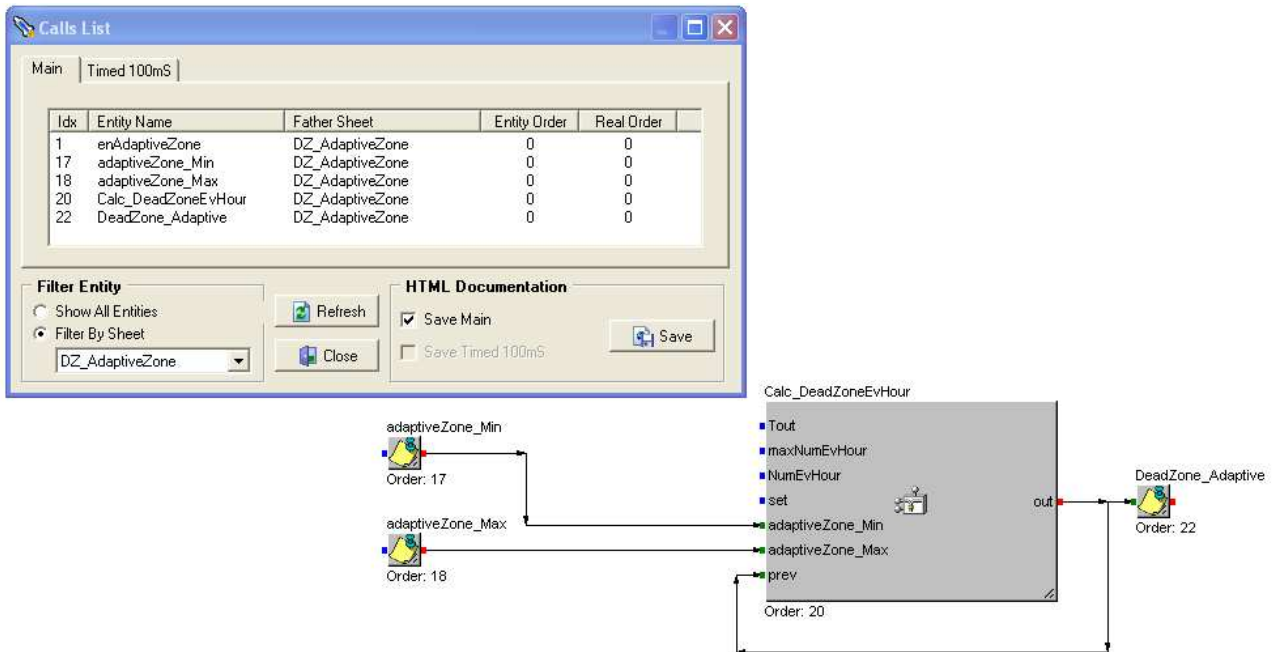 Calls List
Main Timed 100mS
Idx Entity Name Father Sheet Entity Order Real Order
1 enAdaptiveZone DZ_AdaptiveZone 0 0
17 adaptiveZone_Min DZ_AdaptiveZone 0 0
18 adaptiveZone_Max DZ_AdaptiveZone 0 0
20 Calc_DeadZoneEvHour DZ_AdaptiveZone 0 0
22 DeadZone_Adaptive DZ_AdaptiveZone 0 0
Filter Entity
Show All Entities
Filter By Sheet
DZ_AdaptiveZone
Refresh
Close
HTML Documentation
Save Main
Save Timed 100mS
Save
adaptiveZone_Min
Order: 17
adaptiveZone_Max
Order: 18
Calc_DeadZoneEvHour
Tout
maxNumEvHour
NumEvHour
set
adaptiveZone_Min
adaptiveZone_Max
prev
out
Order: 20
DeadZone_Adaptive
Order: 22